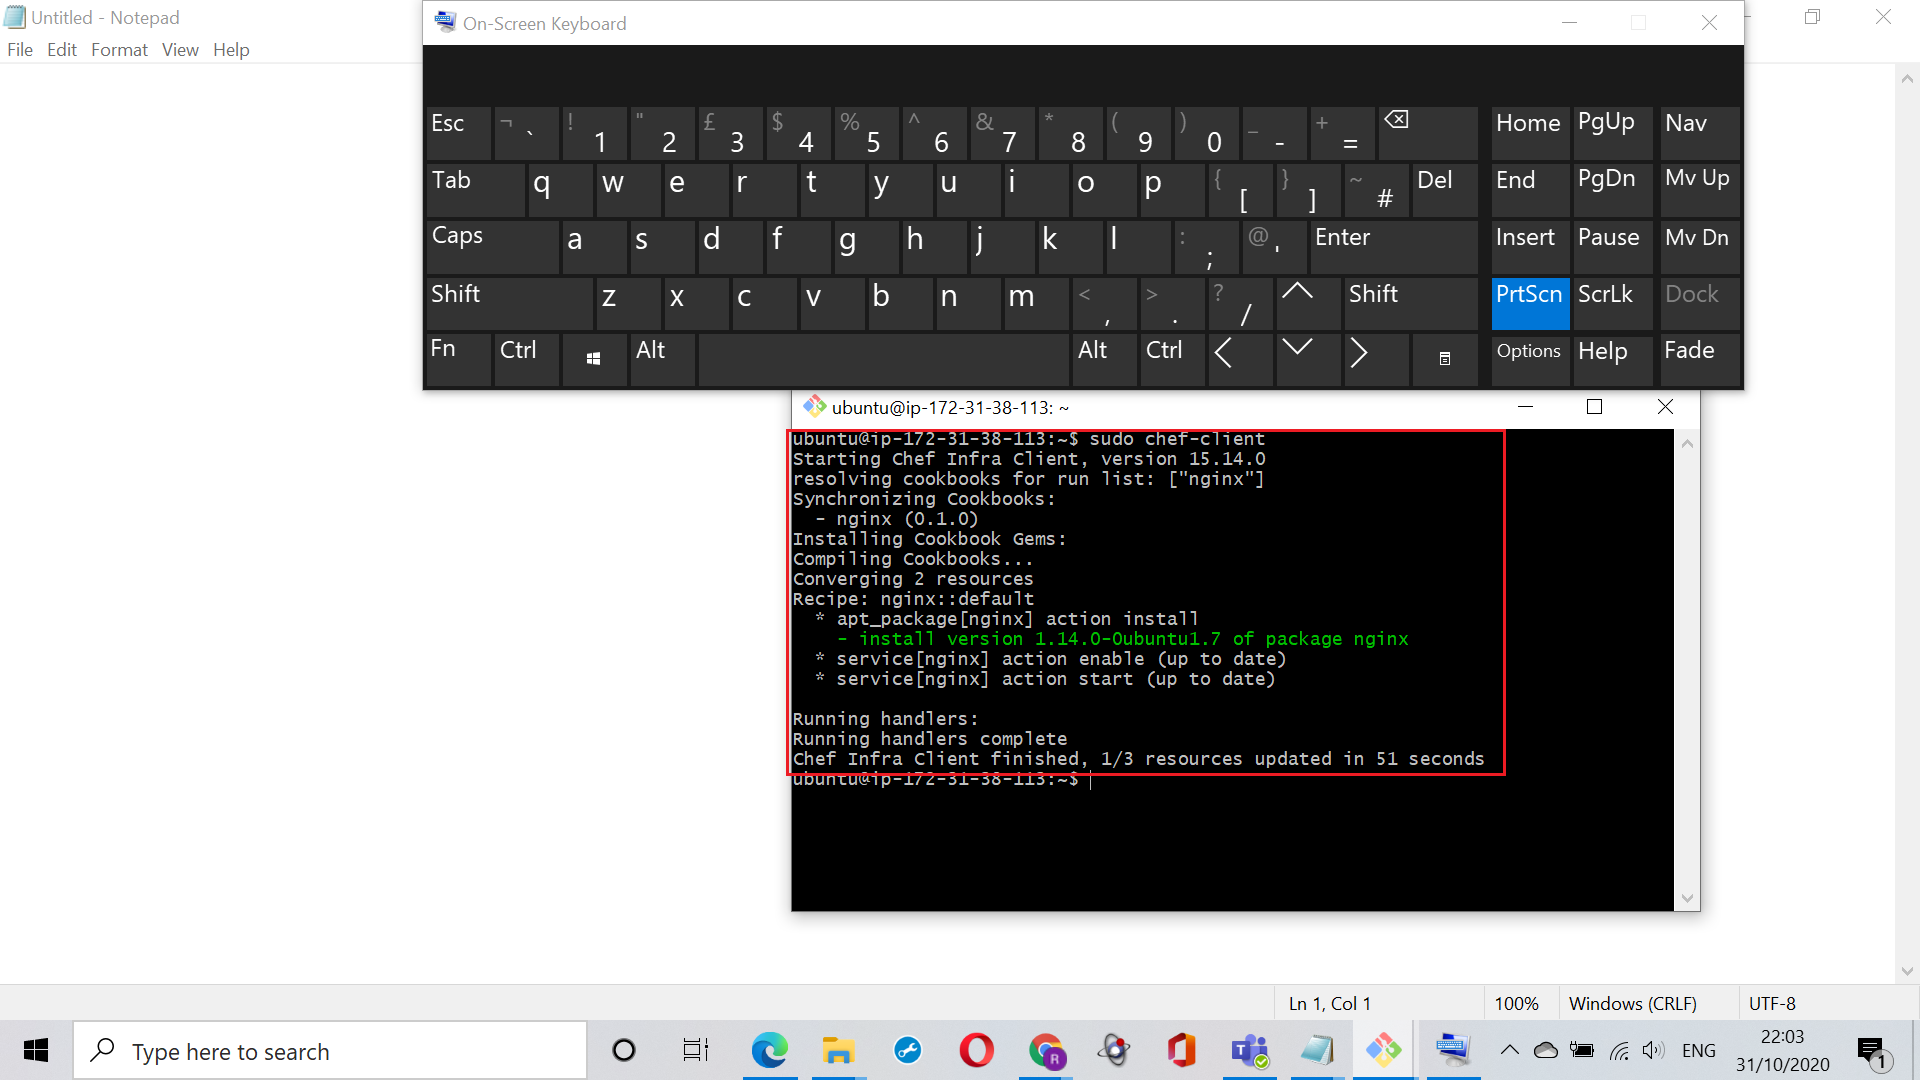 Untitled - Notepad
File Edit Format View Help
On-Screen Keyboard
Esc ¬ ` ! 1 " 2 £ 3 $ 4 % 5 ^ 6 & 7 * 8 ( 9 ) 0 _ - + = Home PgUp Nav
Tab q w e r t y u i o p { [ } ] ~ # Del End PgDn Mv Up
Caps a s d f g h j k l : ; @ ' Enter Insert Pause Mv Dn
Shift z x c v b n m < , > . ? / Shift PrtScn ScrLk Dock
Fn Ctrl Alt Alt Ctrl Options Help Fade
ubuntu@ip-172-31-38-113: ~
ubuntu@ip-172-31-38-113:~$ sudo chef-client
Starting Chef Infra Client, version 15.14.0
resolving cookbooks for run list: ["nginx"]
Synchronizing Cookbooks:
- nginx (0.1.0)
Installing Cookbook Gems:
Compiling Cookbooks...
Converging 2 resources
Recipe: nginx::default
* apt_package[nginx] action install
- install version 1.14.0-0ubuntu1.7 of package nginx
* service[nginx] action enable (up to date)
* service[nginx] action start (up to date)
Running handlers:
Running handlers complete
Chef Infra Client finished, 1/3 resources updated in 51 seconds
ubuntu@ip-172-31-38-113:~$
Ln 1, Col 1 100% Windows (CRLF) UTF-8
Type here to search
R
ENG
22:03
31/10/2020
1